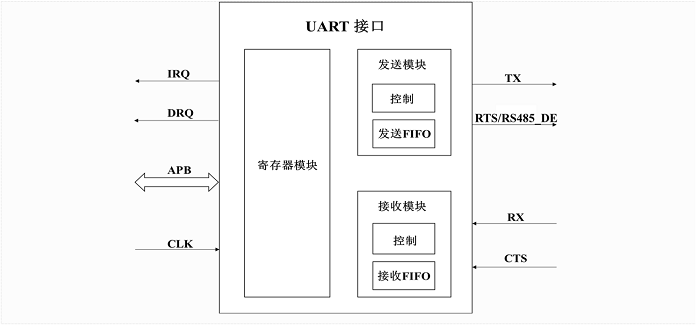 UART 接口
IRQ
DRQ
APB
CLK
寄存器模块
发送模块
控制
发送FIFO
接收模块
控制
接收FIFO
TX
RTS/RS485_DE
RX
CTS